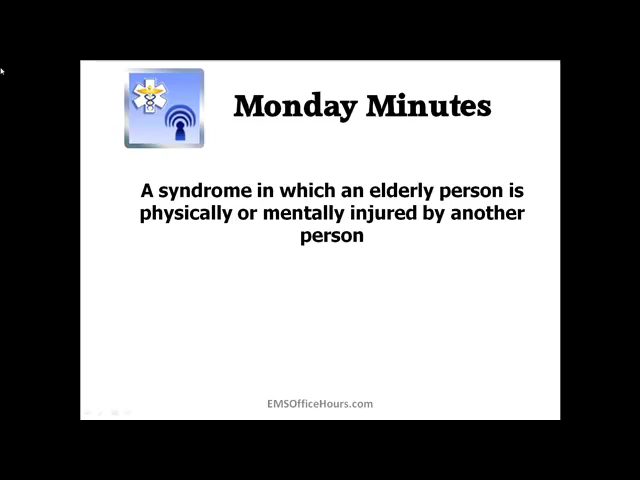 Monday Minutes
A syndrome in which an elderly person is
physically or mentally injured by another
person
EMSOfficeHours.com